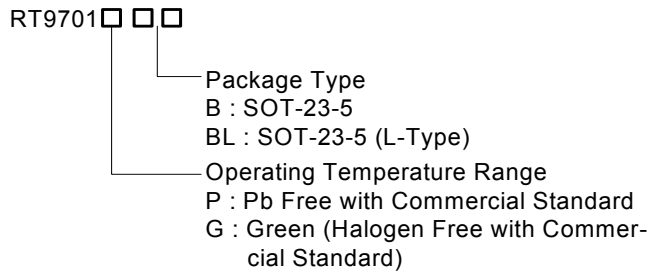 RT9701□ □□
Package Type
B : SOT-23-5
BL : SOT-23-5 (L-Type)
Operating Temperature Range
P : Pb Free with Commercial Standard
G : Green (Halogen Free with Commer-
cial Standard)